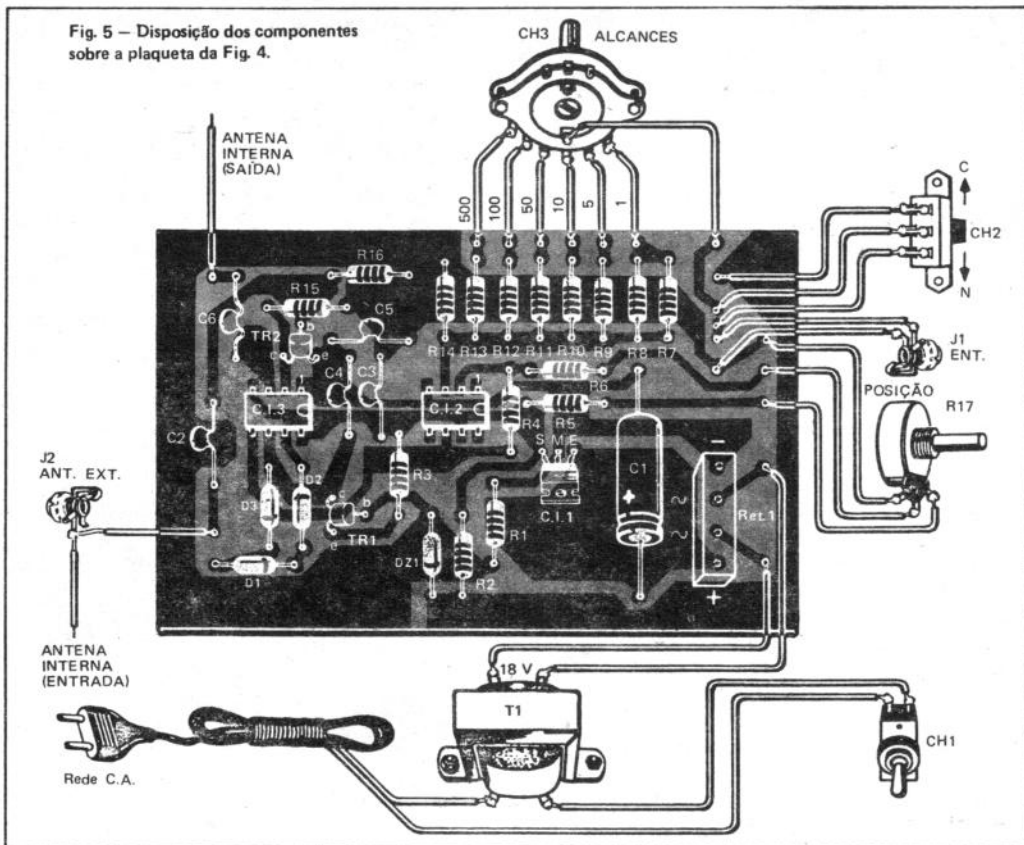 Fig. 5 — Disposição dos componentes
sobre a plaqueta da Fig. 4.
CH3
ALCANCES
ANTENA
INTERNA
(SAÍDA)
500
100
50
10
5
1
C
CH2
N
J1
ENT.
POSIÇÃO
R17
R16
R15
C6
TR2
b
c
e
C5
C4
C3
R14
R13
R12
R11
R10
R9
R8
R7
R6
1
1
C.I.3
C.I.2
R4
R5
S M E
C.I.1
C2
J2
ANT. EXT.
R3
D3
D2
c
b
e
TR1
D1
DZ1
R2
R1
C1
+
−
~
~
Ret.1
+
ANTENA
INTERNA
(ENTRADA)
18 V
T1
Rede C.A.
CH1